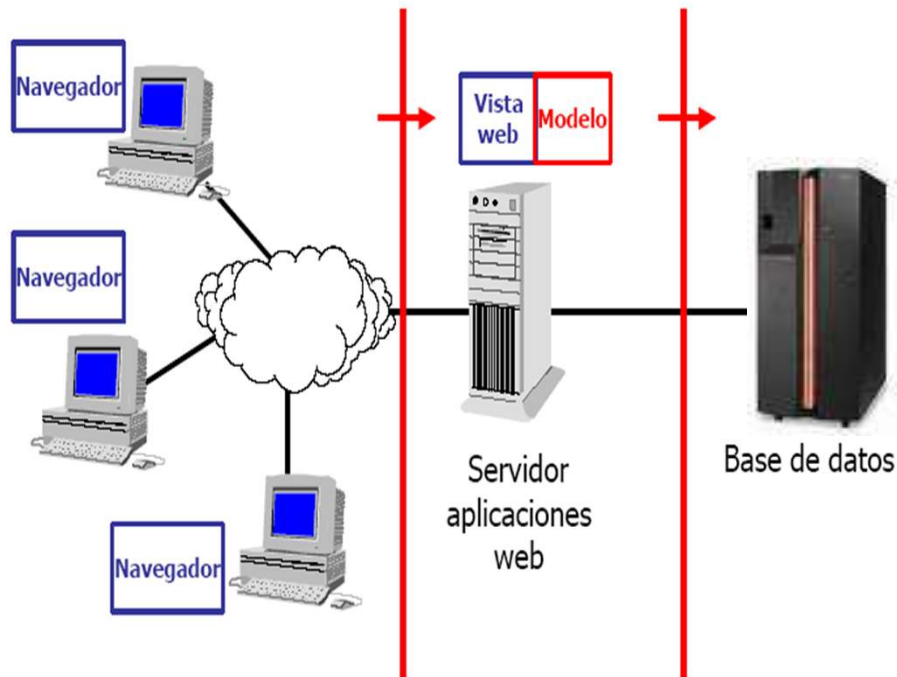 Navegador
Vista
web
Modelo
Navegador
Servidor
aplicaciones
web
Base de datos
Navegador